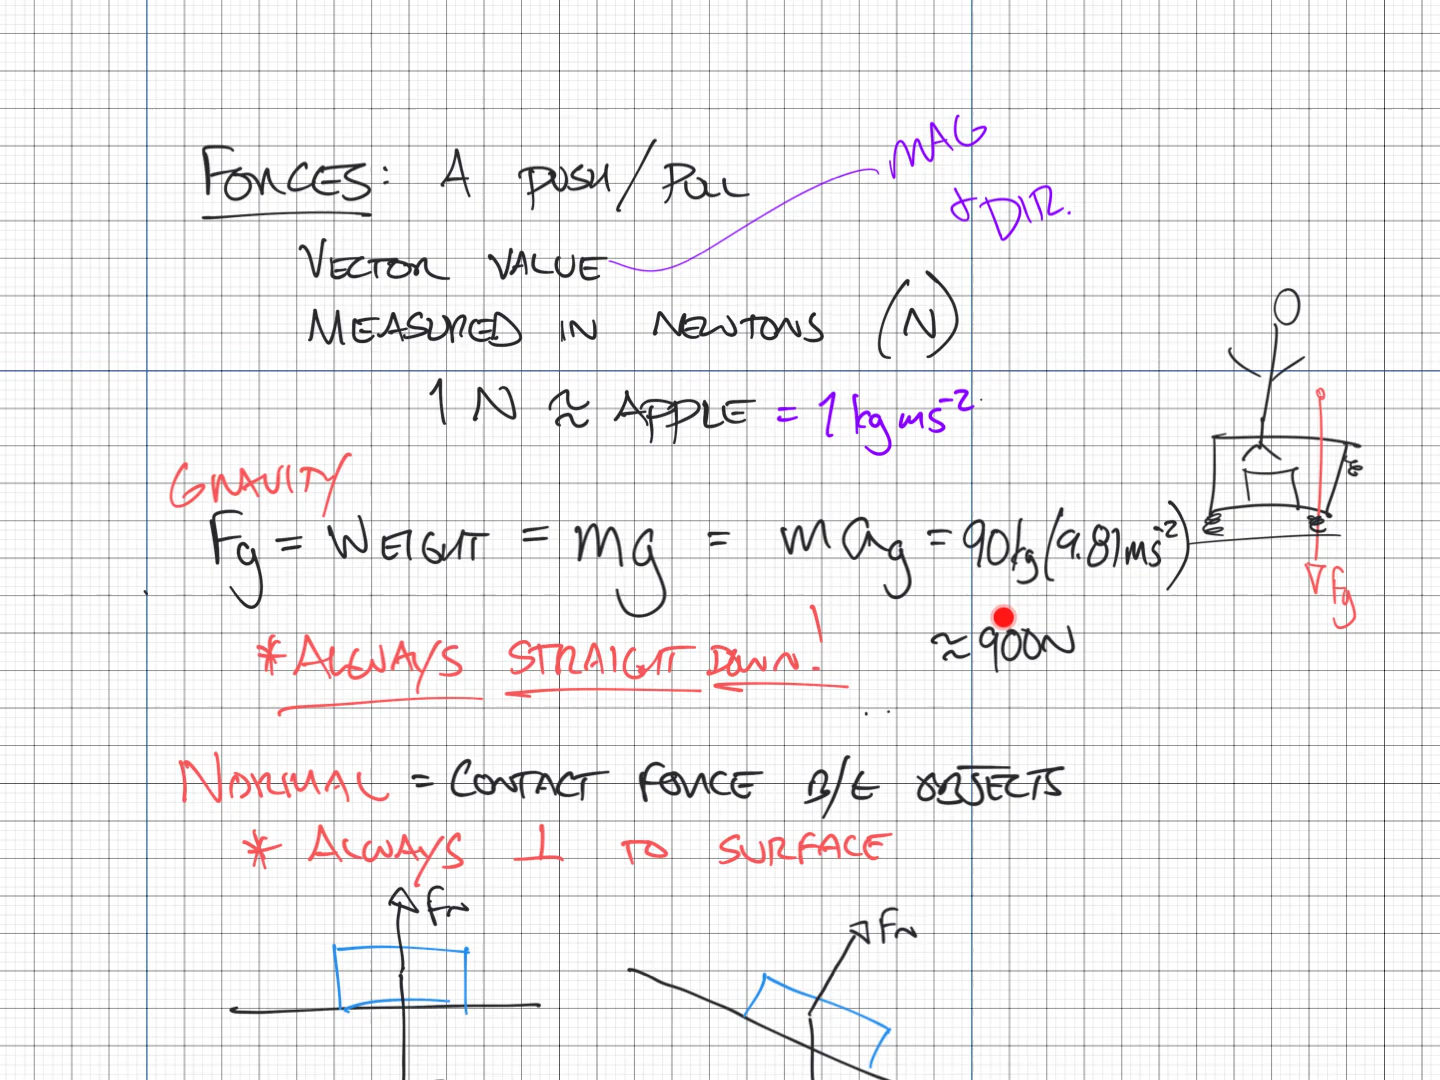 FORCES: A PUSH/PULL
MAG
& DIR.
VECTOR VALUE
MEASURED IN NEWTONS (N)
1 N ≈ APPLE = 1 kg ms⁻²
GRAVITY
Fg = WEIGHT = mg = mag = 90kg(9.81ms⁻²)
Fg
≈ 900N
* ALWAYS STRAIGHT DOWN!
NORMAL = CONTACT FORCE B/E OBJECTS
* ALWAYS ⊥ TO SURFACE
FN
FN